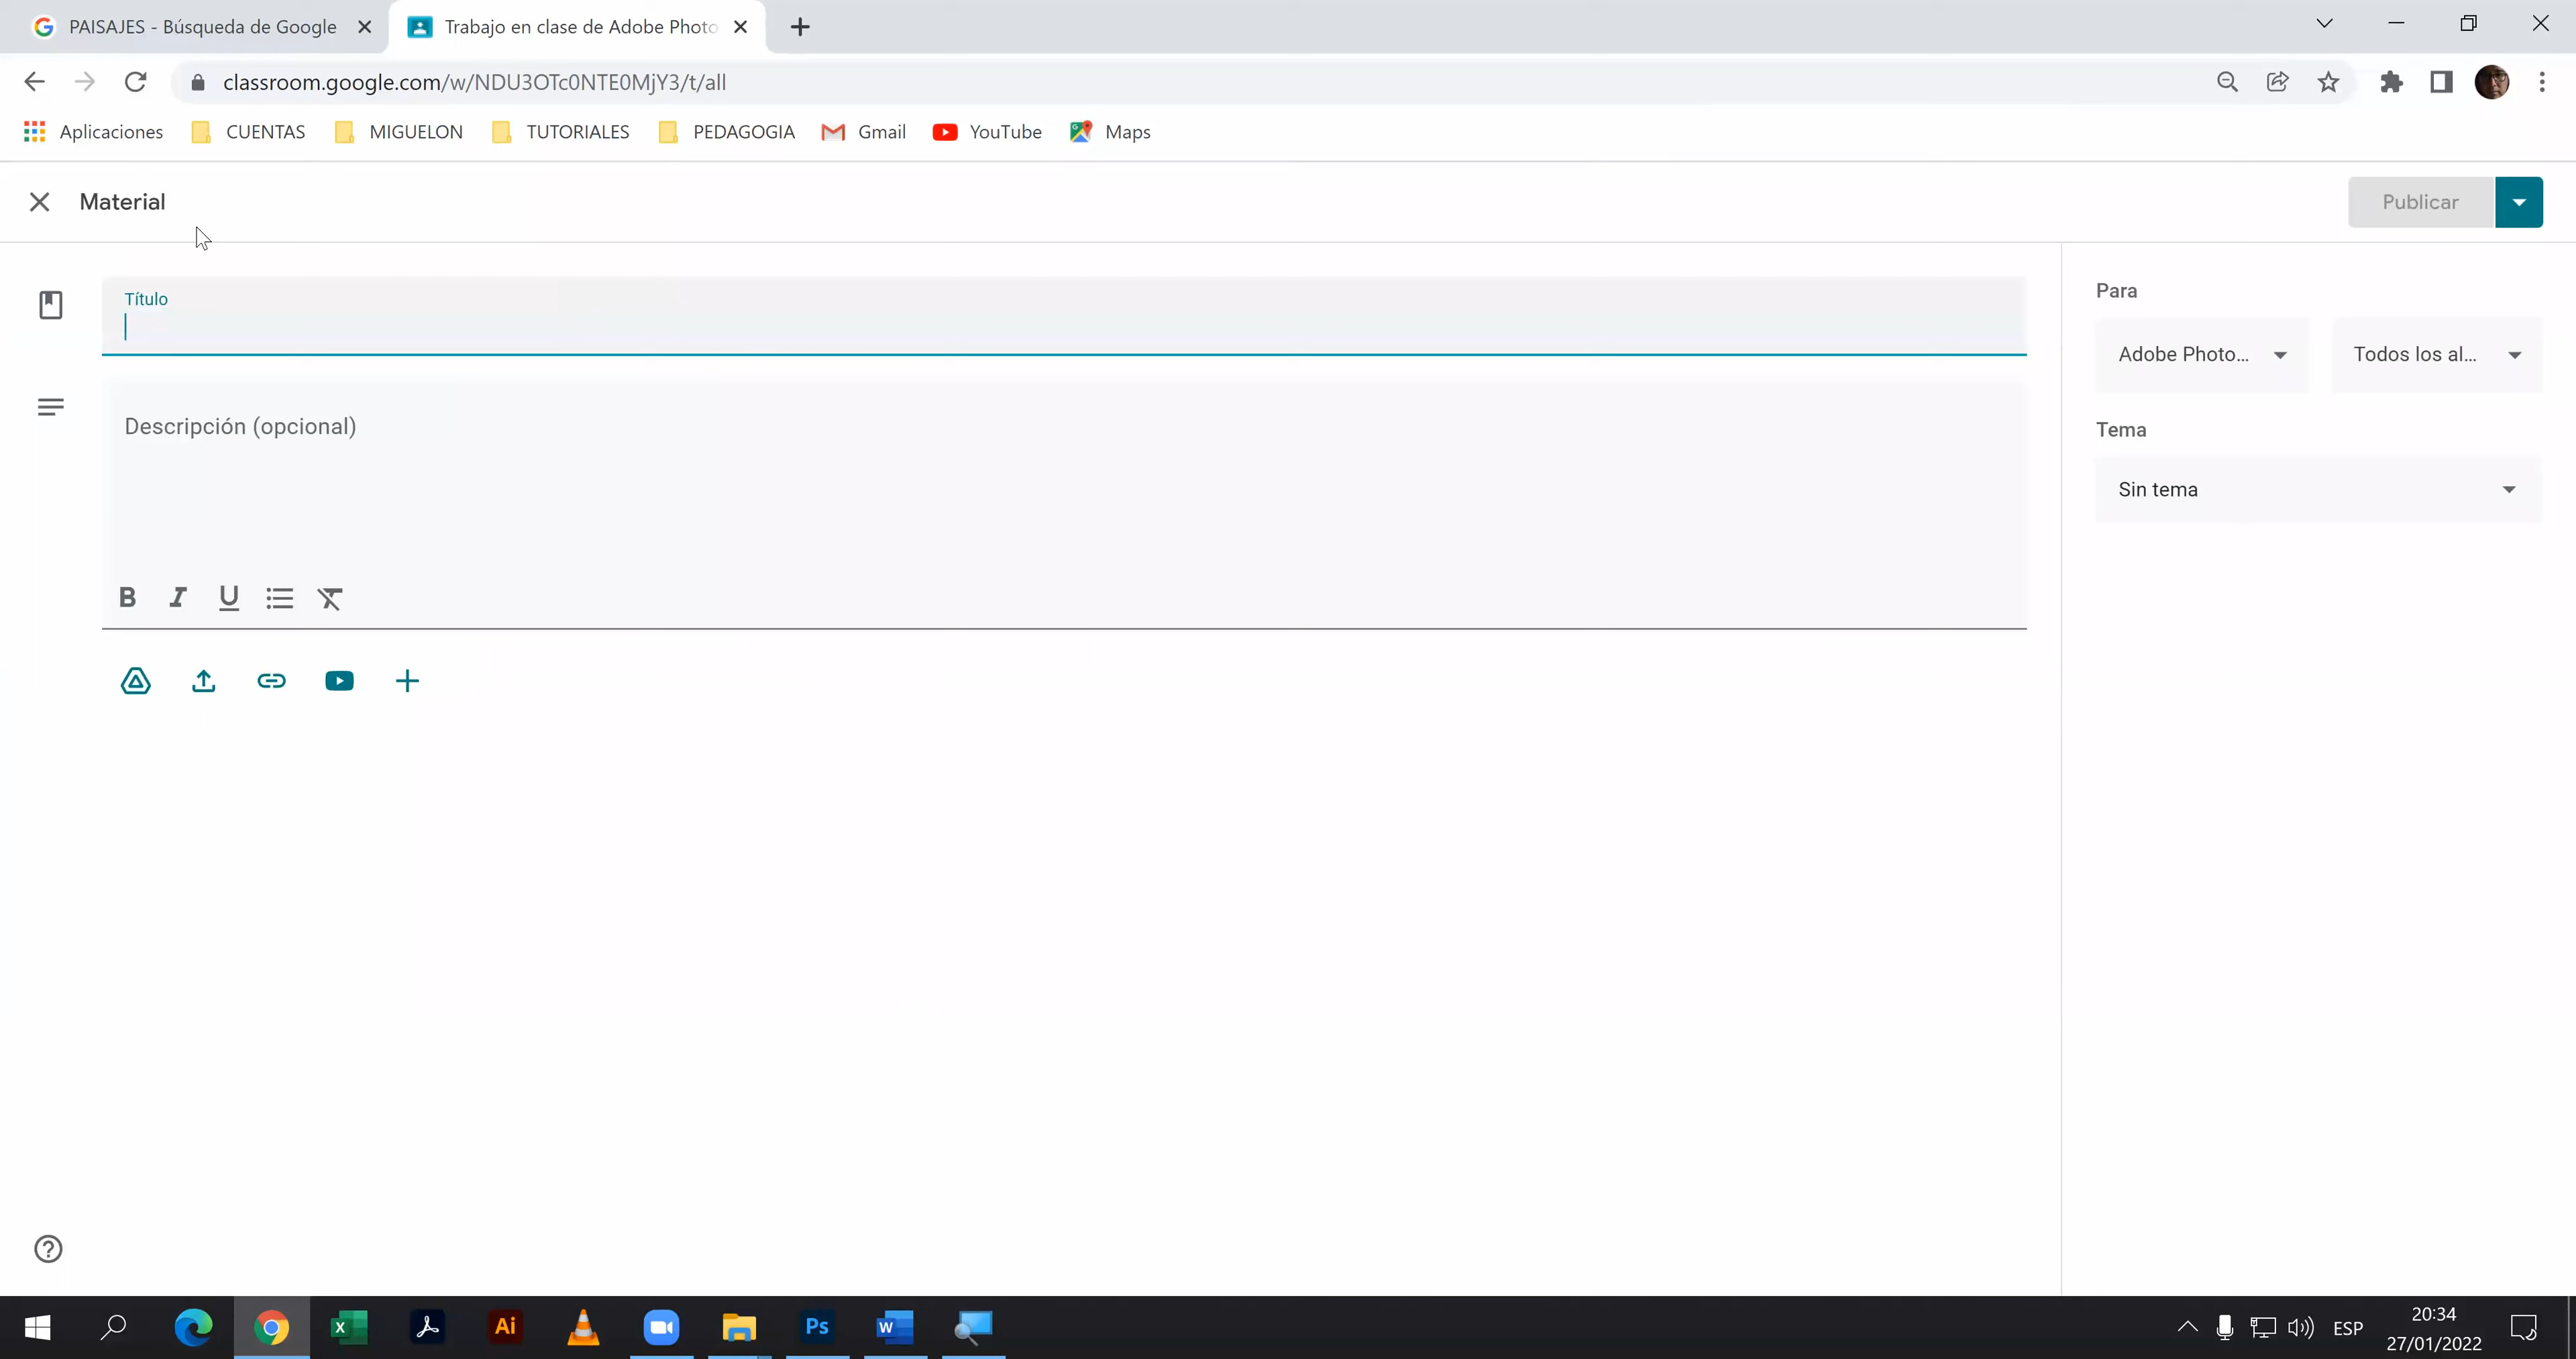 PAISAJES - Búsqueda de Google
Trabajo en clase de Adobe Photo
classroom.google.com/w/NDU3OTc0NTE0MjY3/t/all
Aplicaciones
CUENTAS
MIGUELON
TUTORIALES
PEDAGOGIA
Gmail
YouTube
Maps
Material
Publicar
Título
Para
Adobe Photo...
Todos los al...
Descripción (opcional)
Tema
Sin tema
B I U
Ai
Ps
W
X
ESP
20:34
27/01/2022